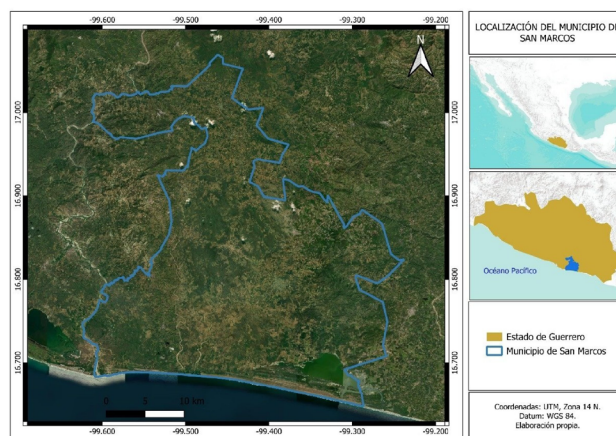 -99.600 -99.500 -99.400 -99.300 -99.200
N
17.000 17.000
16.900 16.900
16.800 16.800
16.700 16.700
0 5 10 km
-99.600 -99.500 -99.400 -99.300 -99.200
LOCALIZACIÓN DEL MUNICIPIO DE
SAN MARCOS
Océano Pacífico
Estado de Guerrero
Municipio de San Marcos
Coordenadas: UTM, Zona 14 N.
Datum: WGS 84.
Elaboración propia.